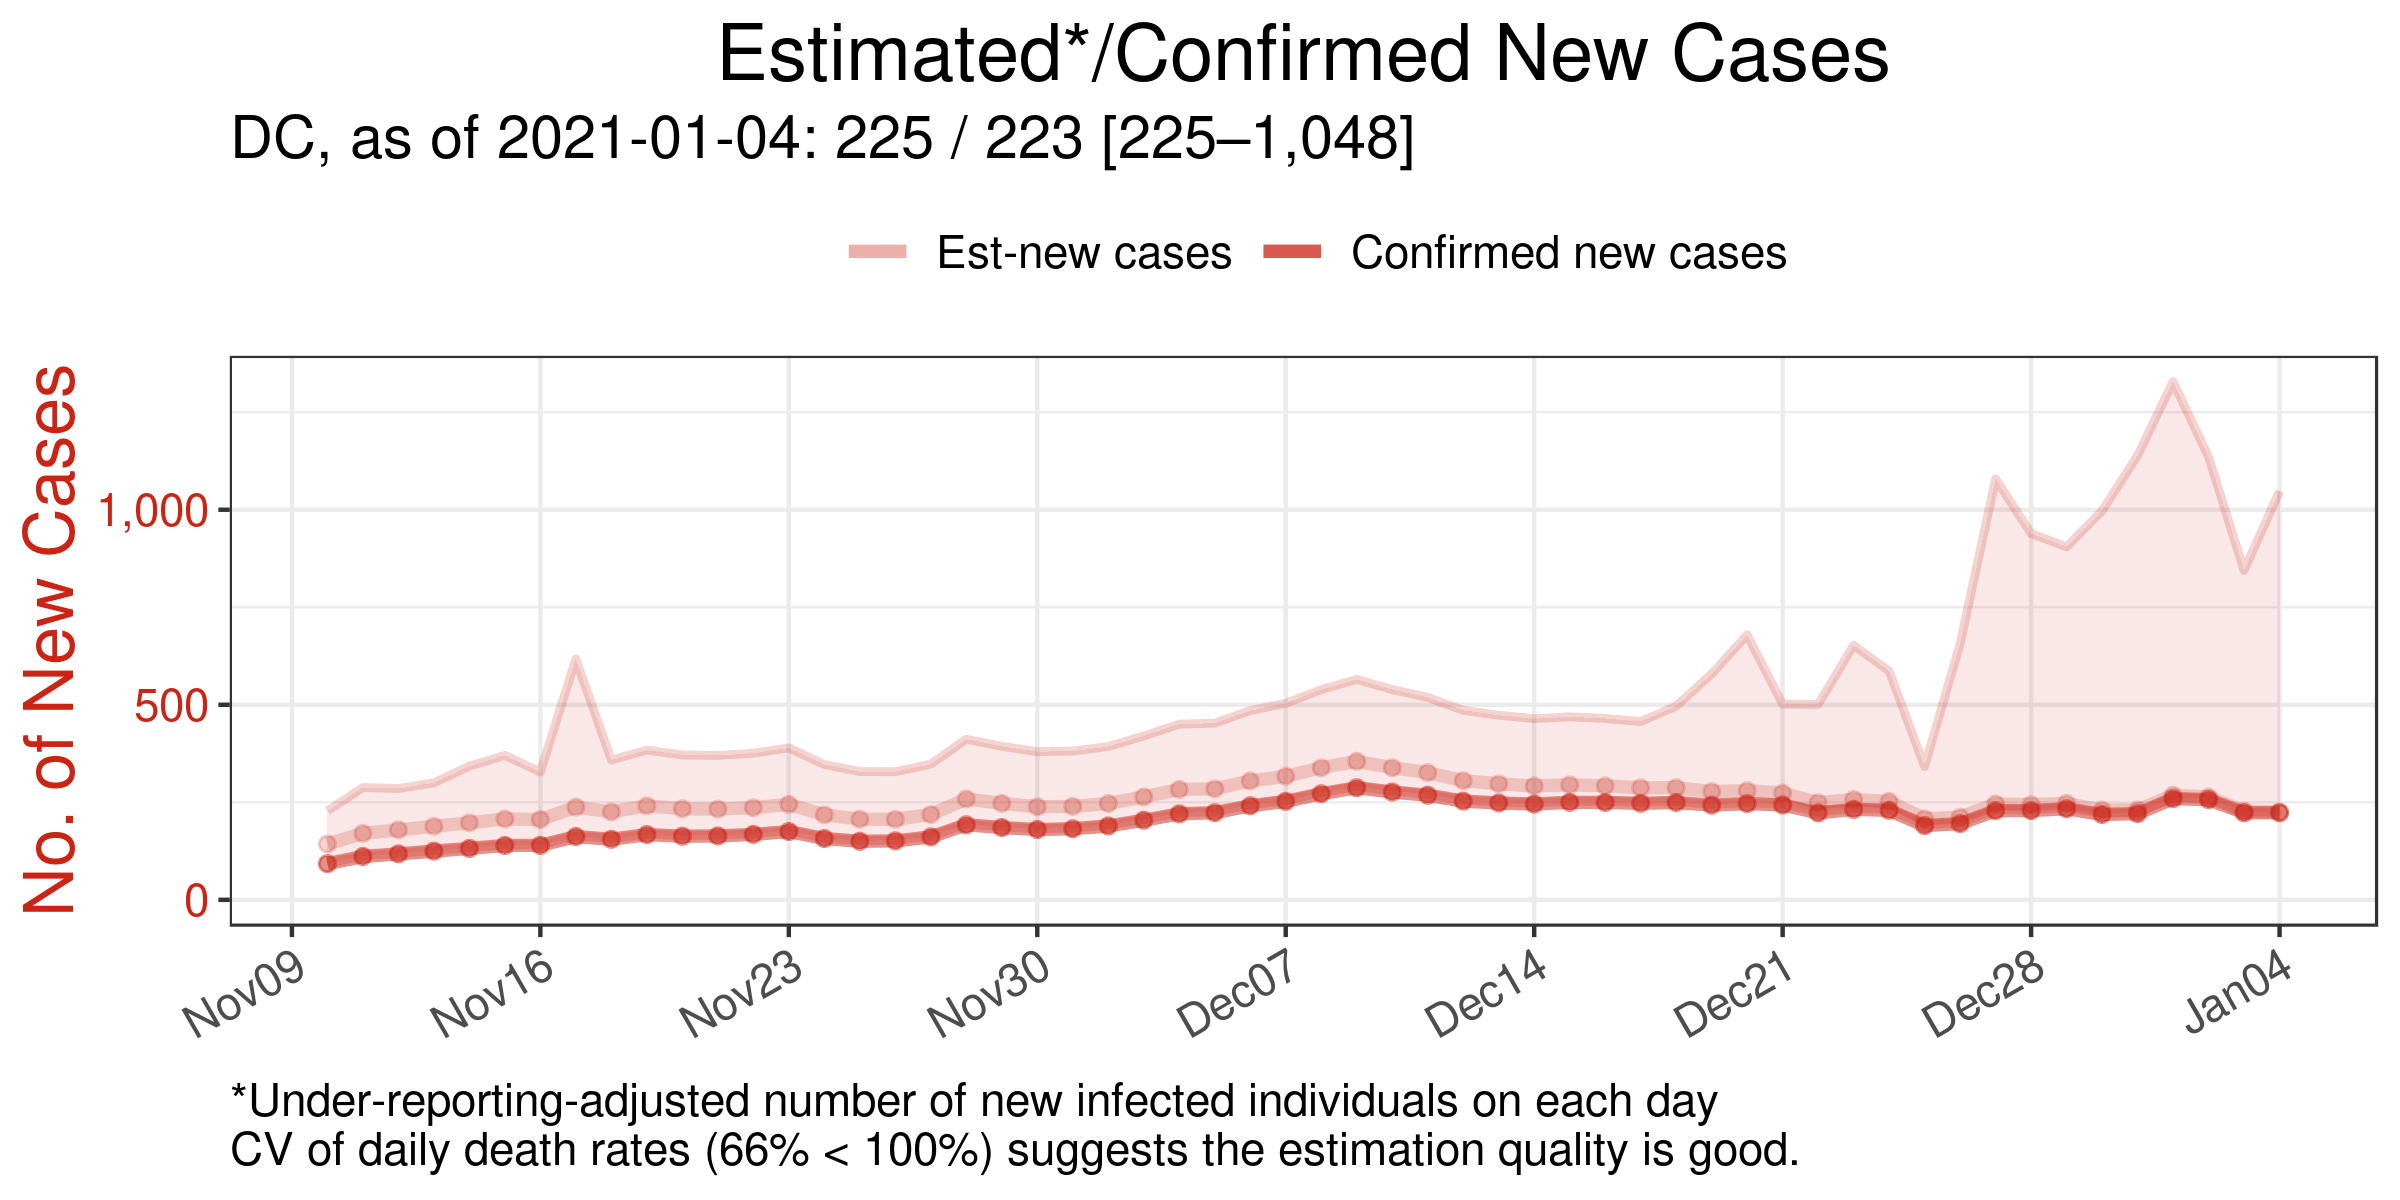 Estimated*/Confirmed New Cases
DC, as of 2021-01-04: 225 / 223 [225–1,048]
Est-new cases Confirmed new cases
No. of New Cases
1,000
500
0
Nov09 Nov16 Nov23 Nov30 Dec07 Dec14 Dec21 Dec28 Jan04
*Under-reporting-adjusted number of new infected individuals on each day
CV of daily death rates (66% < 100%) suggests the estimation quality is good.